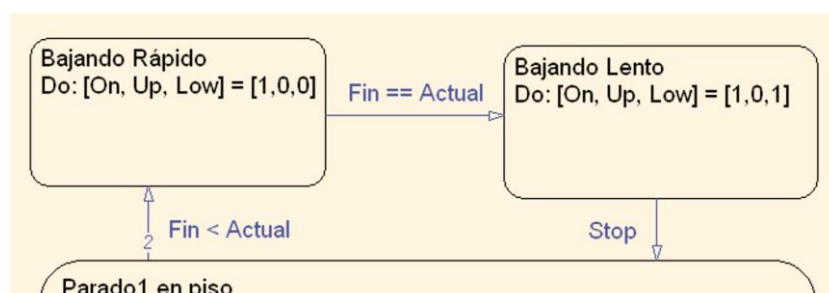 Bajando Rápido
Do: [On, Up, Low] = [1,0,0]
Fin == Actual
Bajando Lento
Do: [On, Up, Low] = [1,0,1]
2
Fin < Actual
Stop
Parado1 en piso